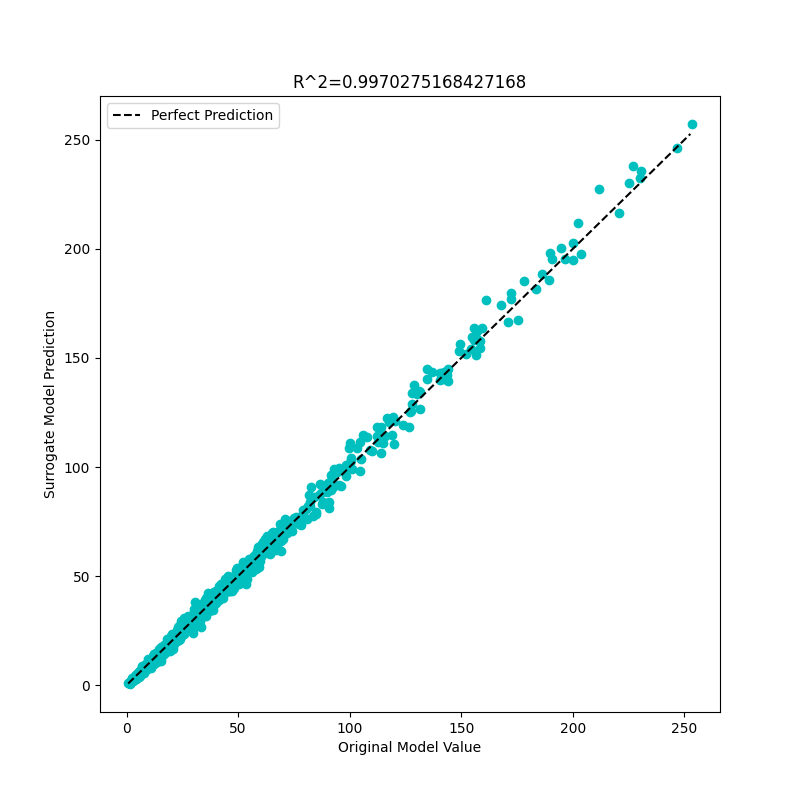 R^2=0.9970275168427168
Perfect Prediction
250
200
150
100
50
0
Surrogate Model Prediction
0 50 100 150 200 250
Original Model Value